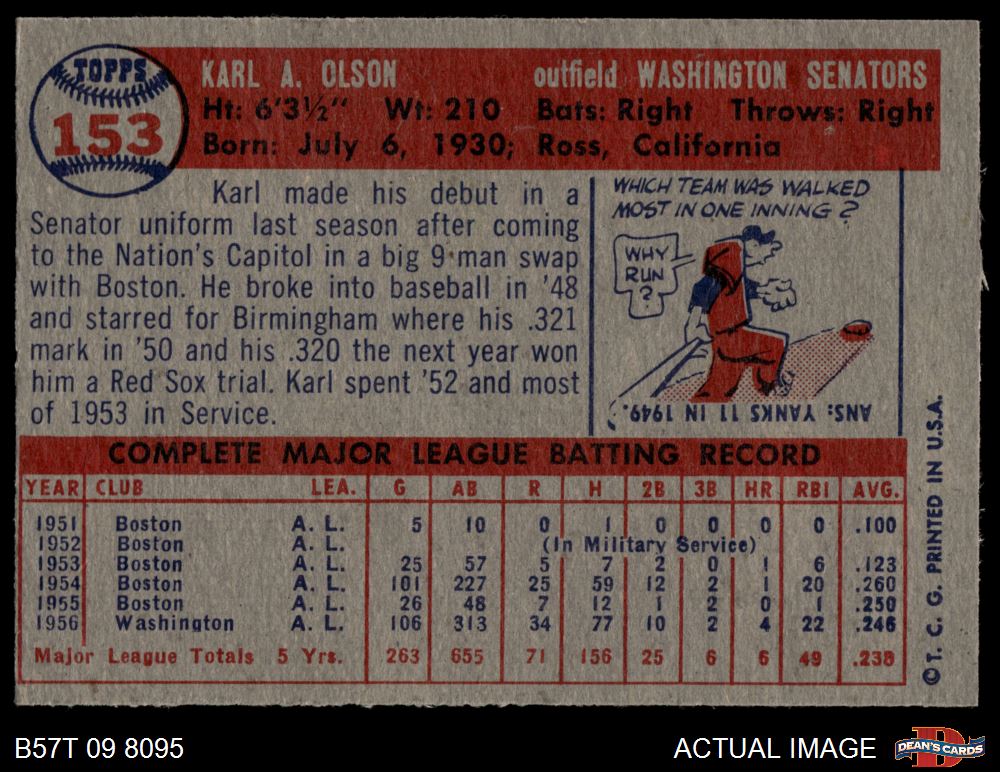 TOPPS
153
KARL A. OLSON outfield WASHINGTON SENATORS
Ht: 6'3½" Wt: 210 Bats: Right Throws: Right
Born: July 6, 1930; Ross, California
Karl made his debut in a
Senator uniform last season after coming
to the Nation's Capitol in a big 9-man swap
with Boston. He broke into baseball in '48
and starred for Birmingham where his .321
mark in '50 and his .320 the next year won
him a Red Sox trial. Karl spent '52 and most
of 1953 in Service.
WHICH TEAM WAS WALKED
MOST IN ONE INNING?
WHY
RUN
?
ANS: YANKS 11 IN 1949.
COMPLETE MAJOR LEAGUE BATTING RECORD
YEAR CLUB LEA. G AB R H 2B 3B HR RBI AVG.
1951 Boston A. L. 5 10 0 1 0 0 0 0 .100
1952 Boston A. L. (In Military Service)
1953 Boston A. L. 25 57 5 7 2 0 1 6 .123
1954 Boston A. L. 101 227 25 59 12 2 1 20 .260
1955 Boston A. L. 26 48 7 12 1 2 0 1 .250
1956 Washington A. L. 106 313 34 77 10 2 4 22 .246
Major League Totals 5 Yrs. 263 655 71 156 25 6 6 49 .238
©T. C. G. PRINTED IN U.S.A.
B57T 09 8095 ACTUAL IMAGE DEAN'S CARDS